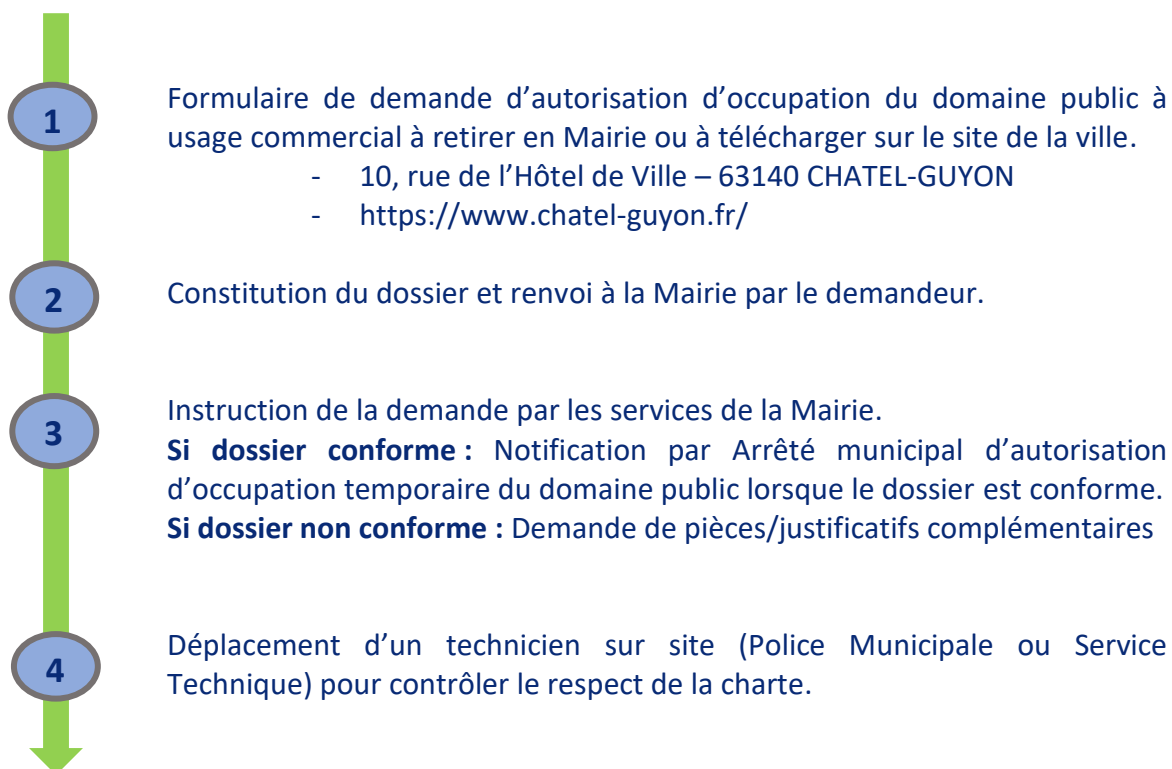 1
Formulaire de demande d’autorisation d’occupation du domaine public à
usage commercial à retirer en Mairie ou à télécharger sur le site de la ville.
- 10, rue de l’Hôtel de Ville – 63140 CHATEL-GUYON
- https://www.chatel-guyon.fr/
2
Constitution du dossier et renvoi à la Mairie par le demandeur.
3
Instruction de la demande par les services de la Mairie.
Si dossier conforme : Notification par Arrêté municipal d’autorisation
d’occupation temporaire du domaine public lorsque le dossier est conforme.
Si dossier non conforme : Demande de pièces/justificatifs complémentaires
4
Déplacement d’un technicien sur site (Police Municipale ou Service
Technique) pour contrôler le respect de la charte.